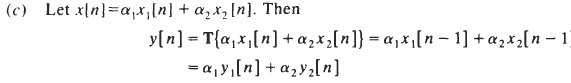 (c) Let x[n]=α₁x₁[n] + α₂x₂[n]. Then
y[n] = T{α₁x₁[n] + α₂x₂[n]} = α₁x₁[n − 1] + α₂x₂[n − 1]
= α₁y₁[n] + α₂y₂[n]